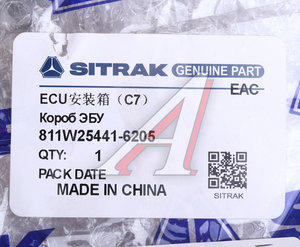 SITRAK GENUINE PART
EAC
ECU安装箱（C7）
Короб ЭБУ
811W25441-6205
QTY: 1
PACK DATE
MADE IN CHINA
SITRAK